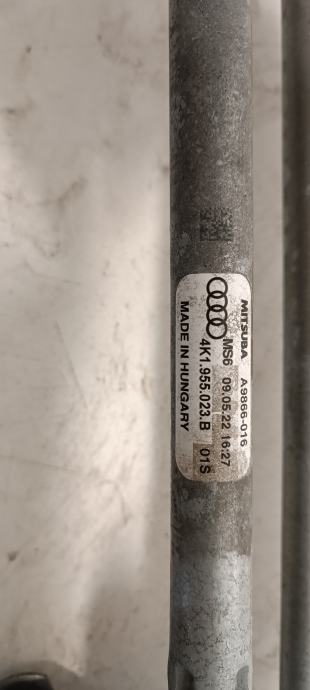 MITSUBA A9866-016
MS6 09.05.22 16:27
4K1.955.023.B 01S
MADE IN HUNGARY